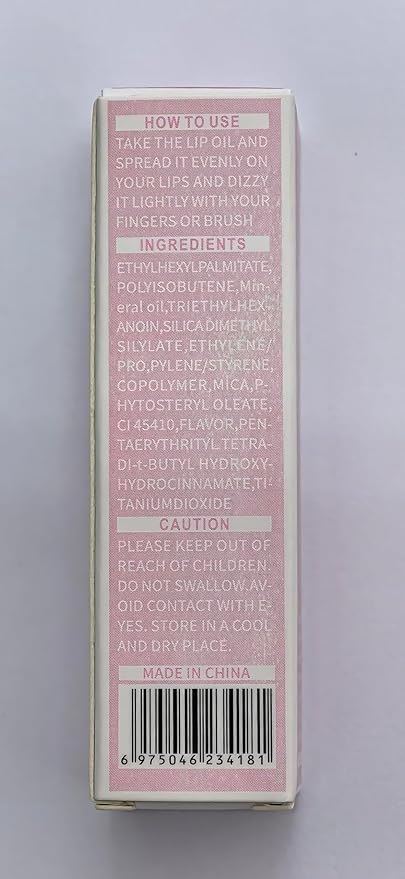 HOW TO USE
TAKE THE LIP OIL AND
SPREAD IT EVENLY ON
YOUR LIPS AND DIZZY
IT LIGHTLY WITH YOUR
FINGERS OR BRUSH
INGREDIENTS
ETHYLHEXYLPALMITATE,
POLYISOBUTENE,Min-
eral oil,TRIETHYLHEX-
ANOIN,SILICA DIMETHYL
SILYLATE,ETHYLENE/
PRO,PYLENE/STYRENE,
COPOLYMER,MICA,P-
HYTOSTERYL OLEATE,
CI 45410,FLAVOR,PEN-
TAERYTHRITYL.TETRA-
DI-t-BUTYL HYDROXY-
HYDROCINNAMATE,TI-
TANIUMDIOXIDE
CAUTION
PLEASE KEEP OUT OF
REACH OF CHILDREN.
DO NOT SWALLOW.AV-
OID CONTACT WITH E-
YES. STORE IN A COOL
AND DRY PLACE.
MADE IN CHINA
6 975046 234181